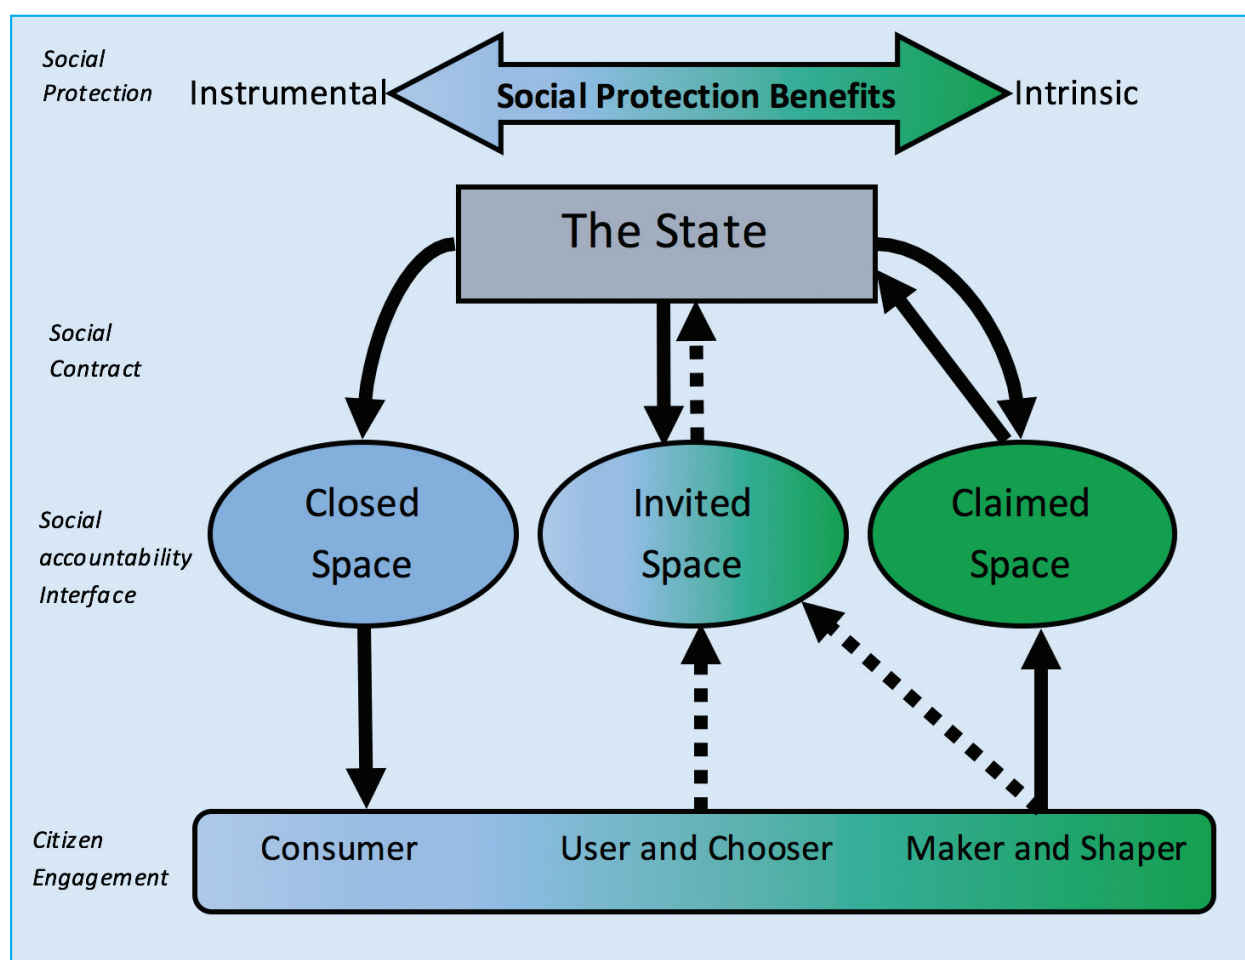 Social
Protection
Instrumental
Social Protection Benefits
Intrinsic
The State
Social
Contract
Social
accountability
Interface
Closed
Space
Invited
Space
Claimed
Space
Citizen
Engagement
Consumer
User and Chooser
Maker and Shaper